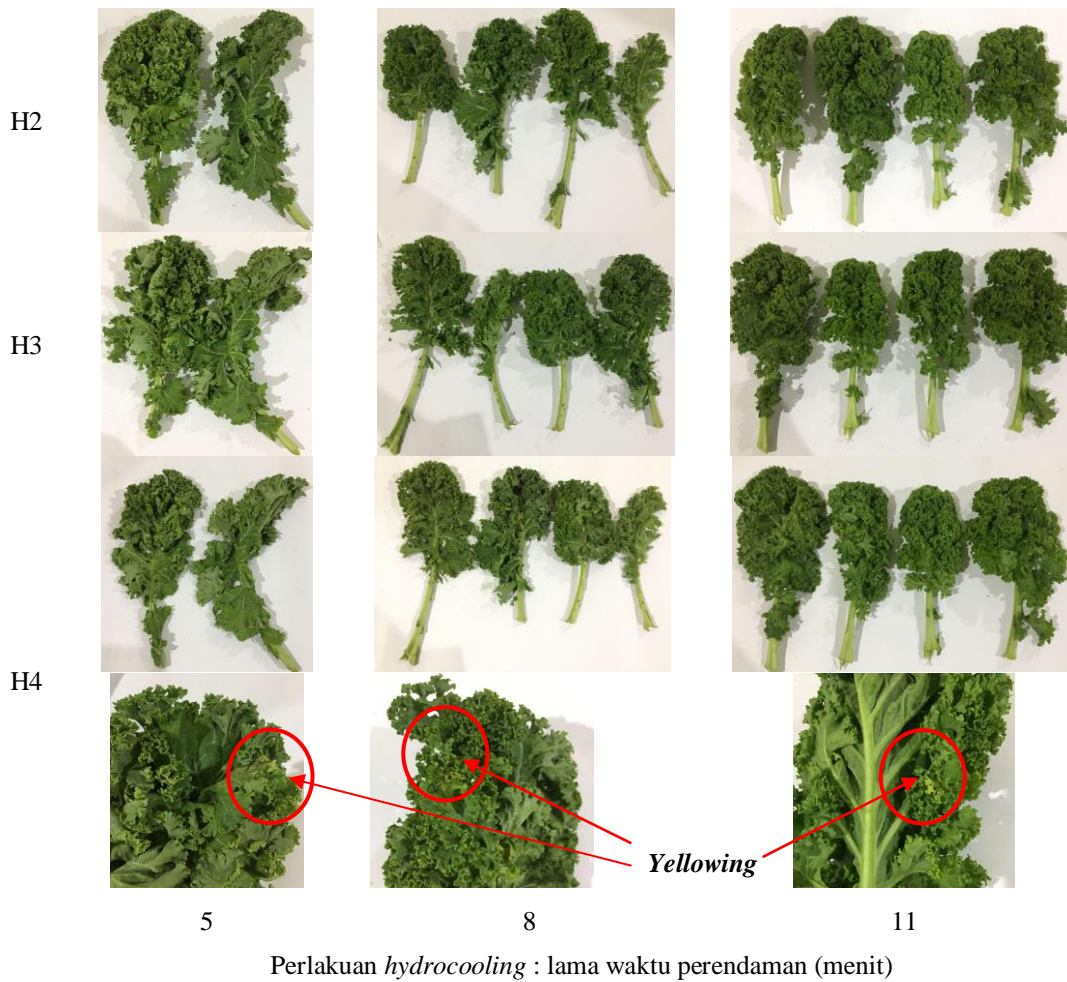 H2
H3
H4
Yellowing
5 8 11
Perlakuan hydrocooling : lama waktu perendaman (menit)